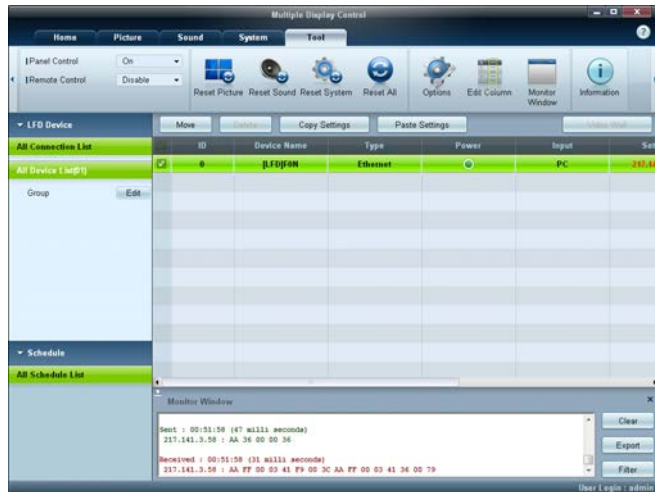 Multiple Display Control
Home Picture Sound System Tool
Panel Control On
Remote Control Disable
Reset Picture Reset Sound Reset System Reset All Options Edit Column Monitor Window Information
LFD Device Move Delete Copy Settings Paste Settings Video Wall
All Connection List
ID Device Name Type Power Input Set
All Device List(01)
0 [LFD]F0N Ethernet PC 217.14
Group Edit
Schedule
All Schedule List
Monitor Window
Sent : 00:51:58 (47 milli seconds)
217.141.3.58 : AA 36 00 00 36
Received : 00:51:58 (31 milli seconds)
217.141.3.58 : AA FF 00 03 41 F9 00 3C AA FF 00 03 41 36 00 79
Clear
Export
Filter
User Login : admin